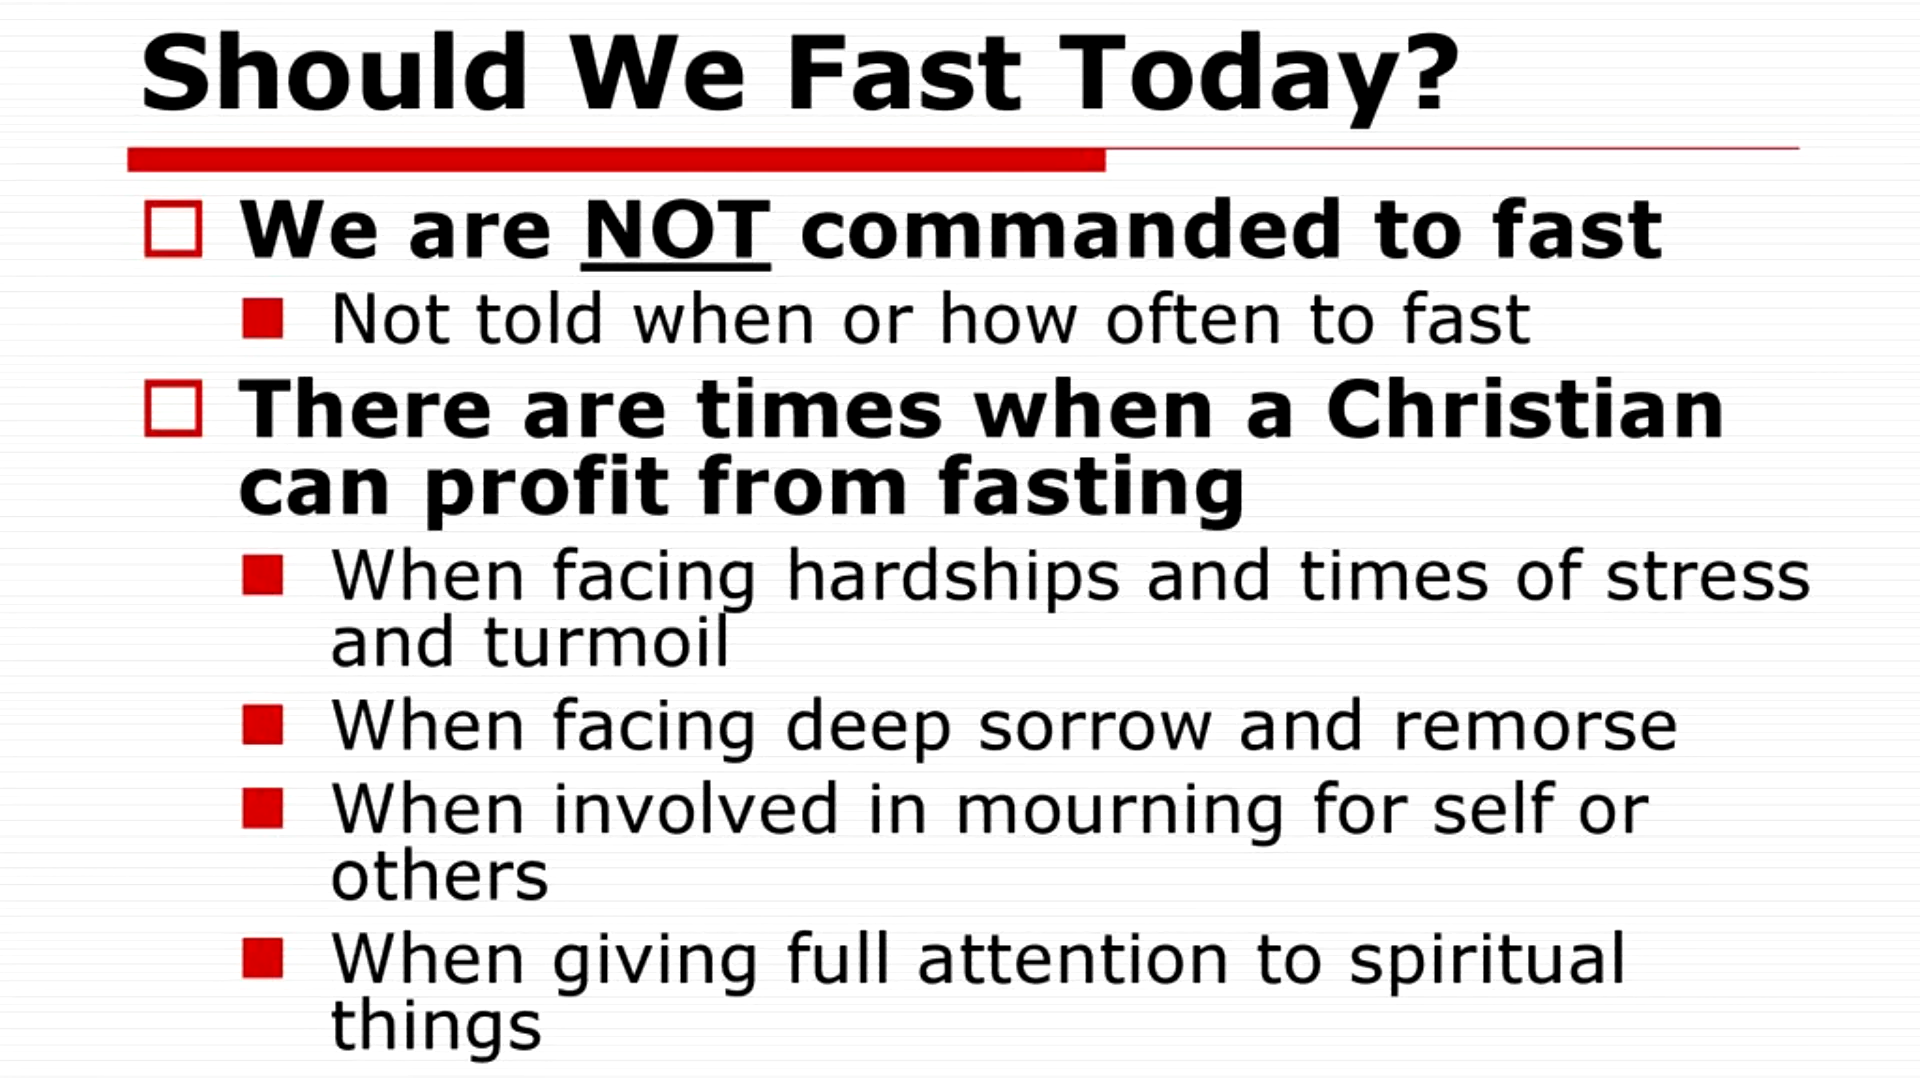 Should We Fast Today?
We are NOT commanded to fast
Not told when or how often to fast
There are times when a Christian
can profit from fasting
When facing hardships and times of stress
and turmoil
When facing deep sorrow and remorse
When involved in mourning for self or
others
When giving full attention to spiritual
things